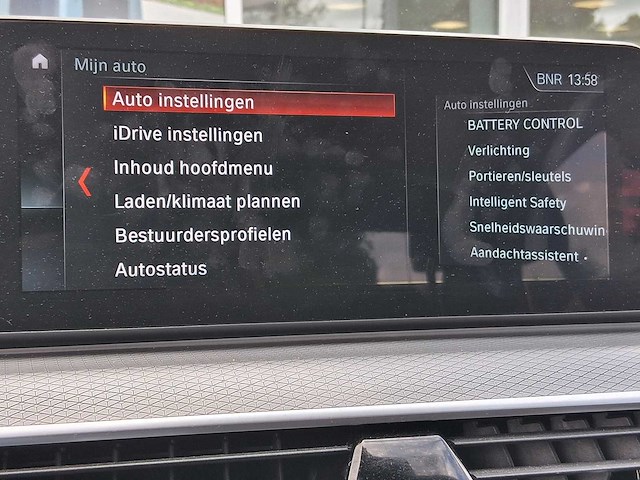 Mijn auto
BNR 13:58
Auto instellingen
iDrive instellingen
Inhoud hoofdmenu
Laden/klimaat plannen
Bestuurdersprofielen
Autostatus
Auto instellingen
BATTERY CONTROL
Verlichting
Portieren/sleutels
Intelligent Safety
Snelheidswaarschuwin
Aandachtassistent